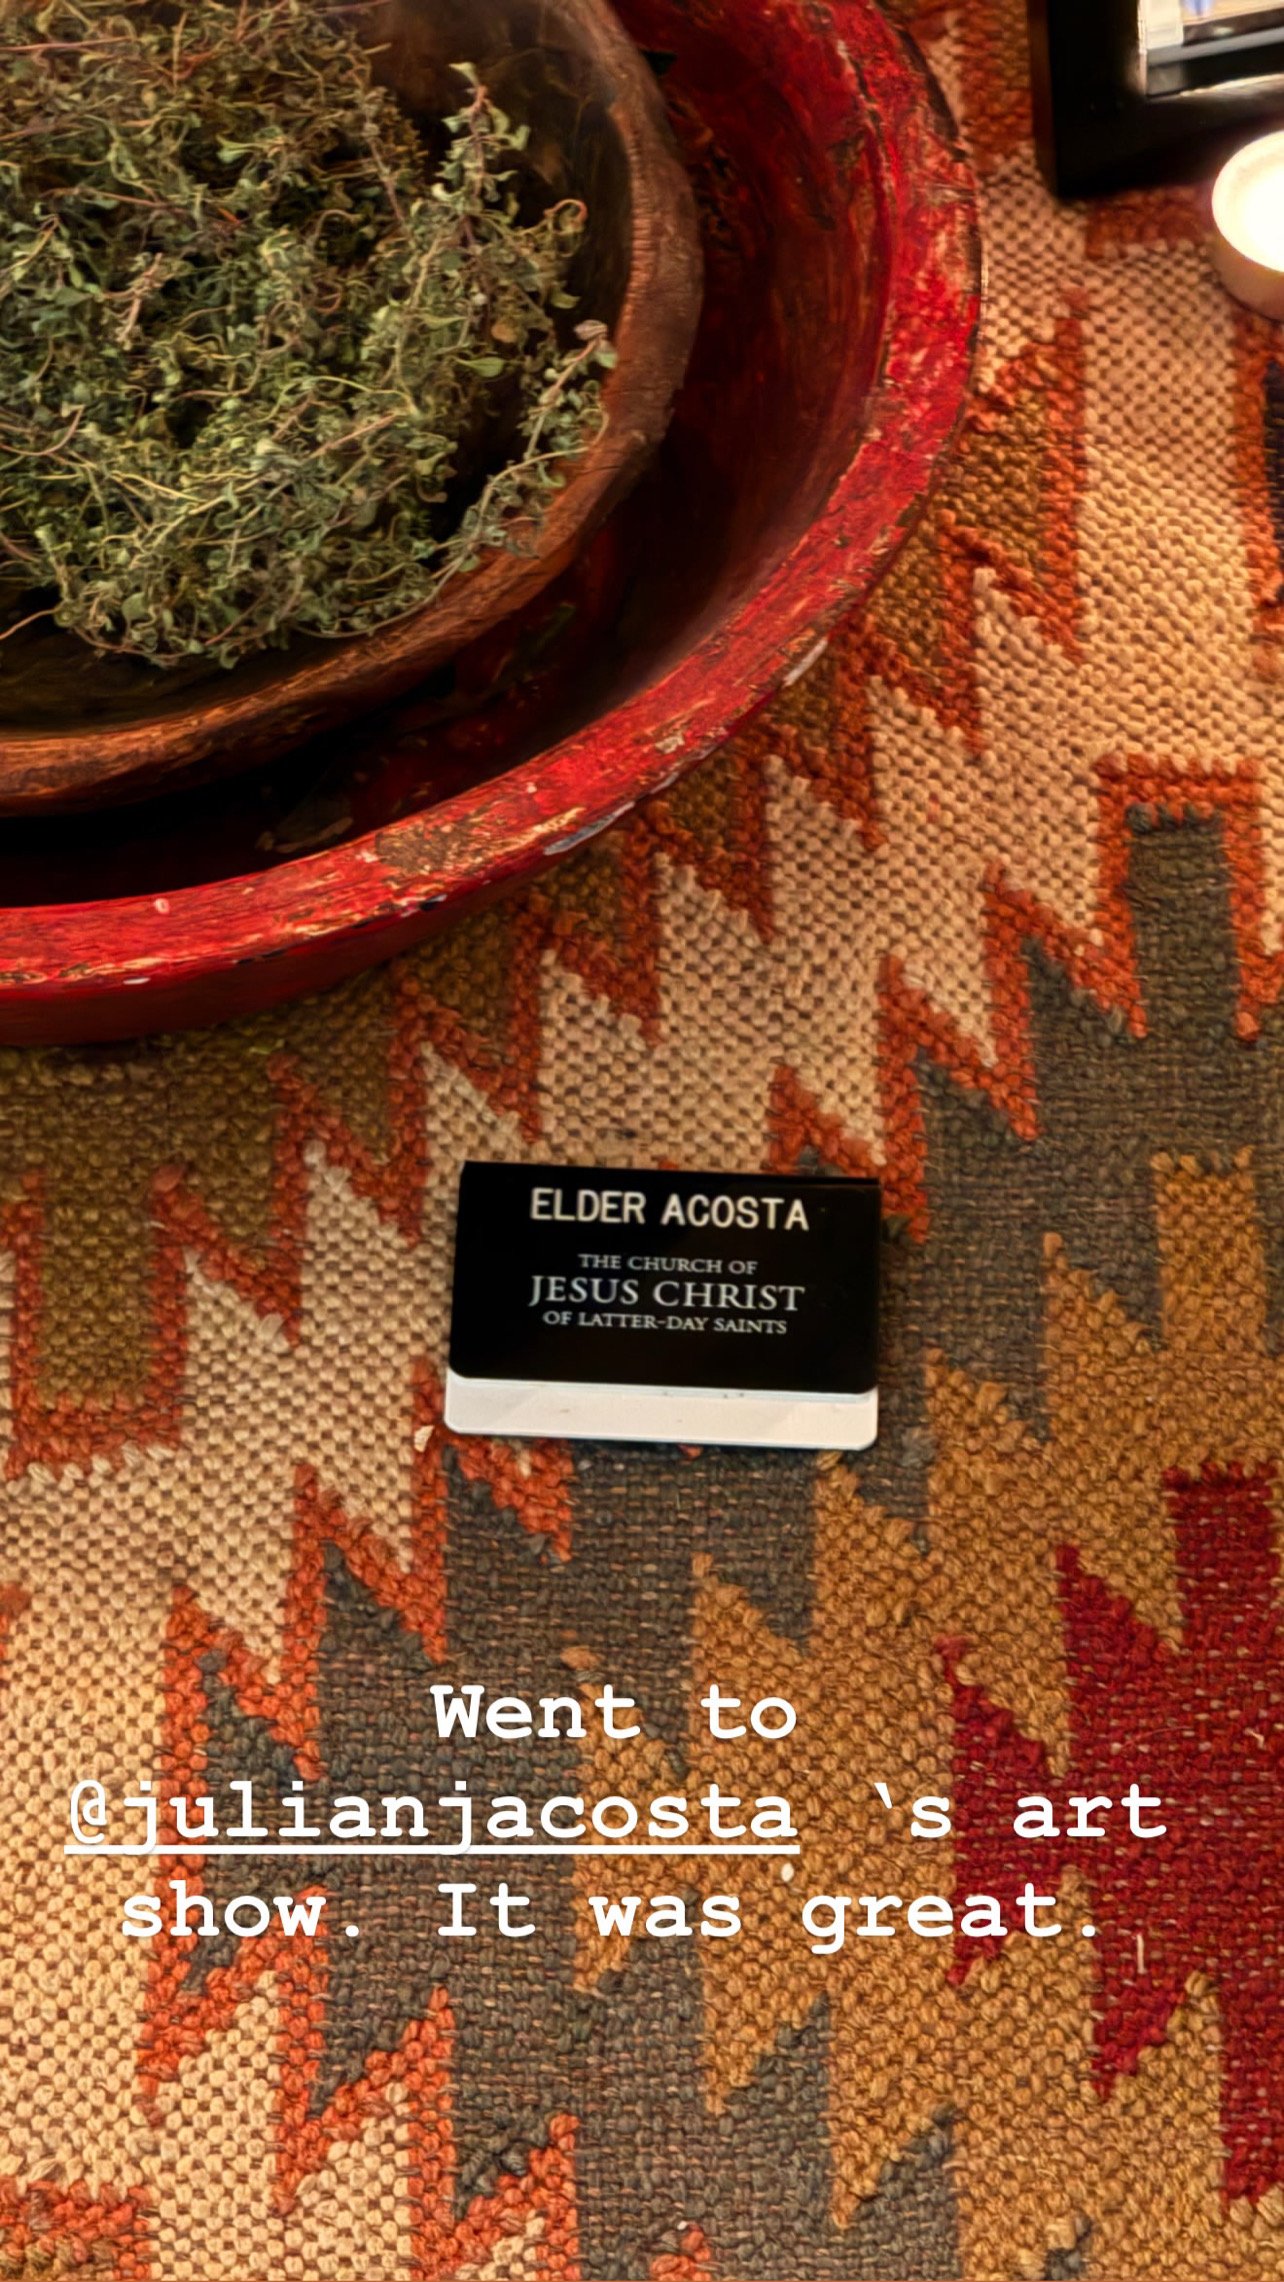 ELDER ACOSTA
THE CHURCH OF
JESUS CHRIST
OF LATTER-DAY SAINTS
Went to
@julianjacosta ‛s art
show. It was great.